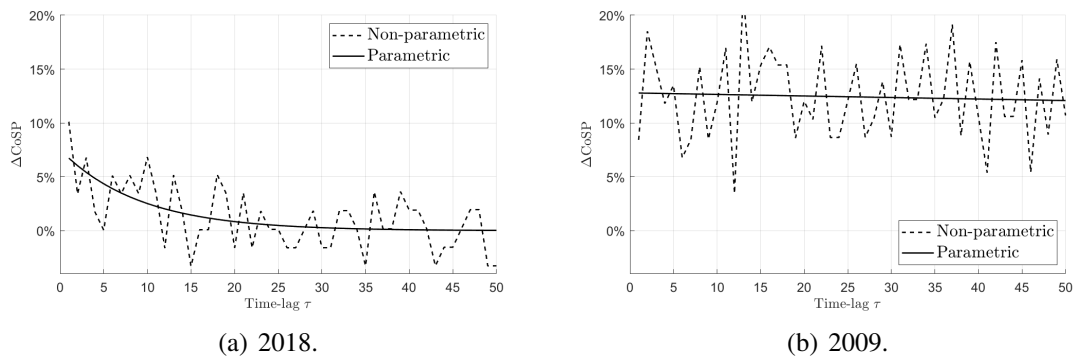 20%
15%
10%
5%
0%
ΔCoSP
0 5 10 15 20 25 30 35 40 45 50
Time-lag τ
Non-parametric
Parametric
(a) 2018.
20%
15%
10%
5%
0%
ΔCoSP
0 5 10 15 20 25 30 35 40 45 50
Time-lag τ
Non-parametric
Parametric
(b) 2009.